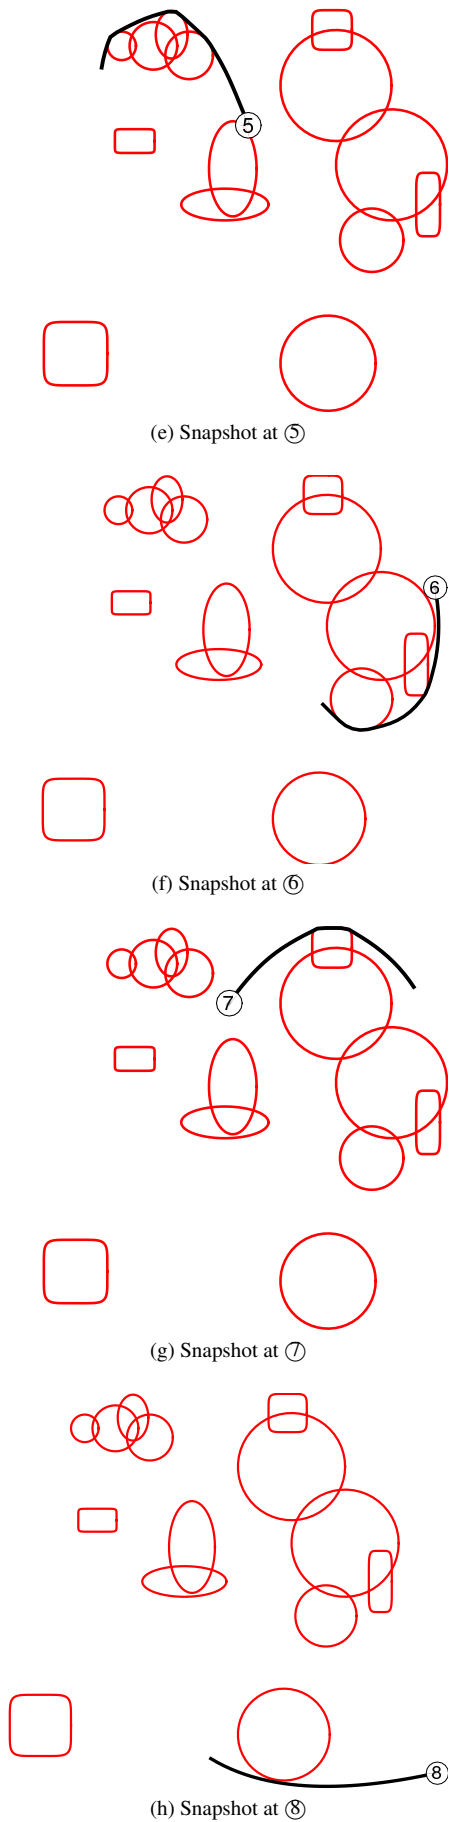 5
(e) Snapshot at ⑤
6
(f) Snapshot at ⑥
7
(g) Snapshot at ⑦
8
(h) Snapshot at ⑧